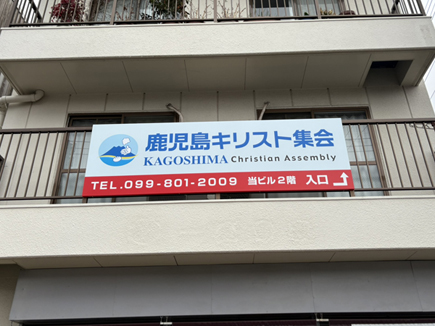 鹿児島キリスト集会
KAGOSHIMA Christian Assembly
TEL.099-801-2009 当ビル2階 入口